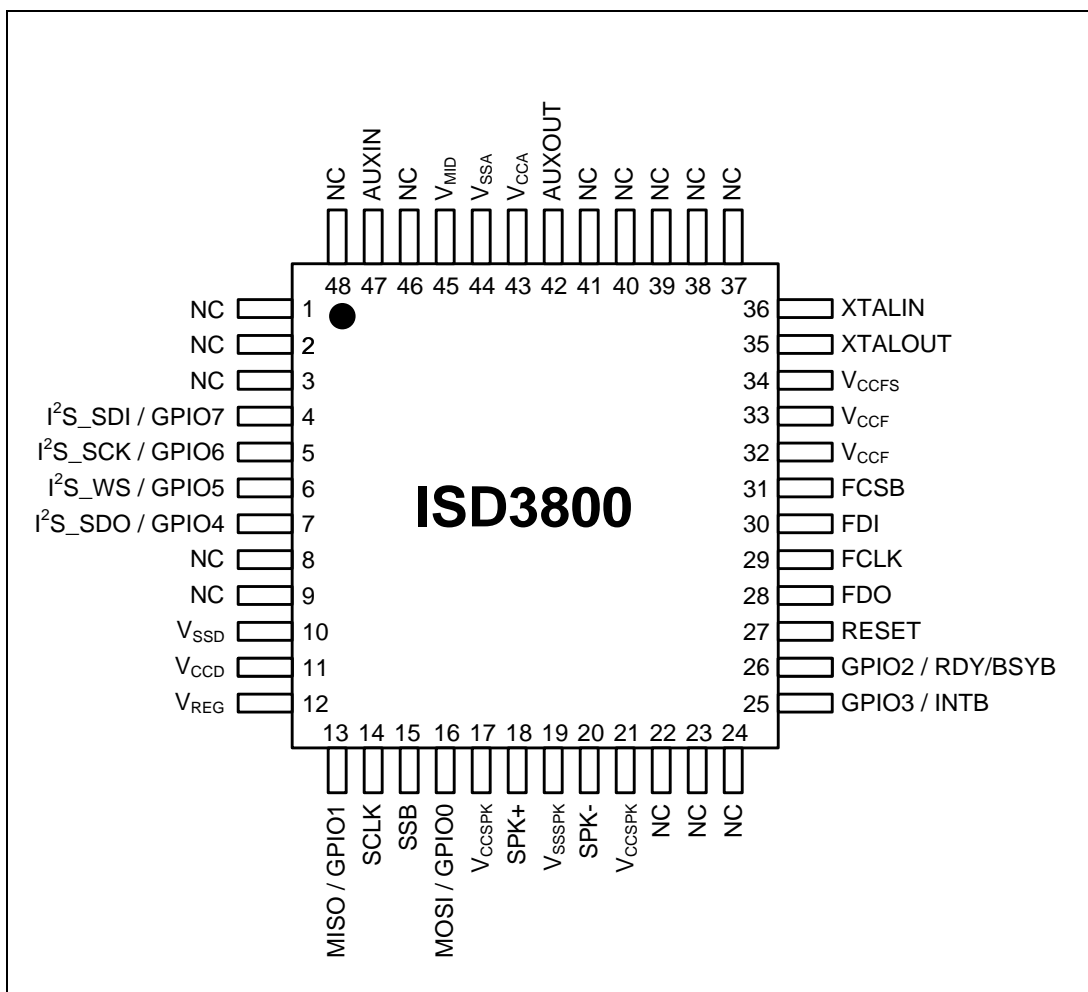 NC
AUXIN
NC
VMID
VSSA
VCCA
AUXOUT
NC
NC
NC
NC
NC
48 47 46 45 44 43 42 41 40 39 38 37
NC 1
NC 2
NC 3
I²S_SDI / GPIO7 4
I²S_SCK / GPIO6 5
I²S_WS / GPIO5 6
I²S_SDO / GPIO4 7
NC 8
NC 9
VSSD 10
VCCD 11
VREG 12
ISD3800
36 XTALIN
35 XTALOUT
34 VCCFS
33 VCCF
32 VCCF
31 FCSB
30 FDI
29 FCLK
28 FDO
27 RESET
26 GPIO2 / RDY/BSYB
25 GPIO3 / INTB
13 14 15 16 17 18 19 20 21 22 23 24
MISO / GPIO1
SCLK
SSB
MOSI / GPIO0
VCCSPK
SPK+
VSSSPK
SPK-
VCCSPK
NC
NC
NC